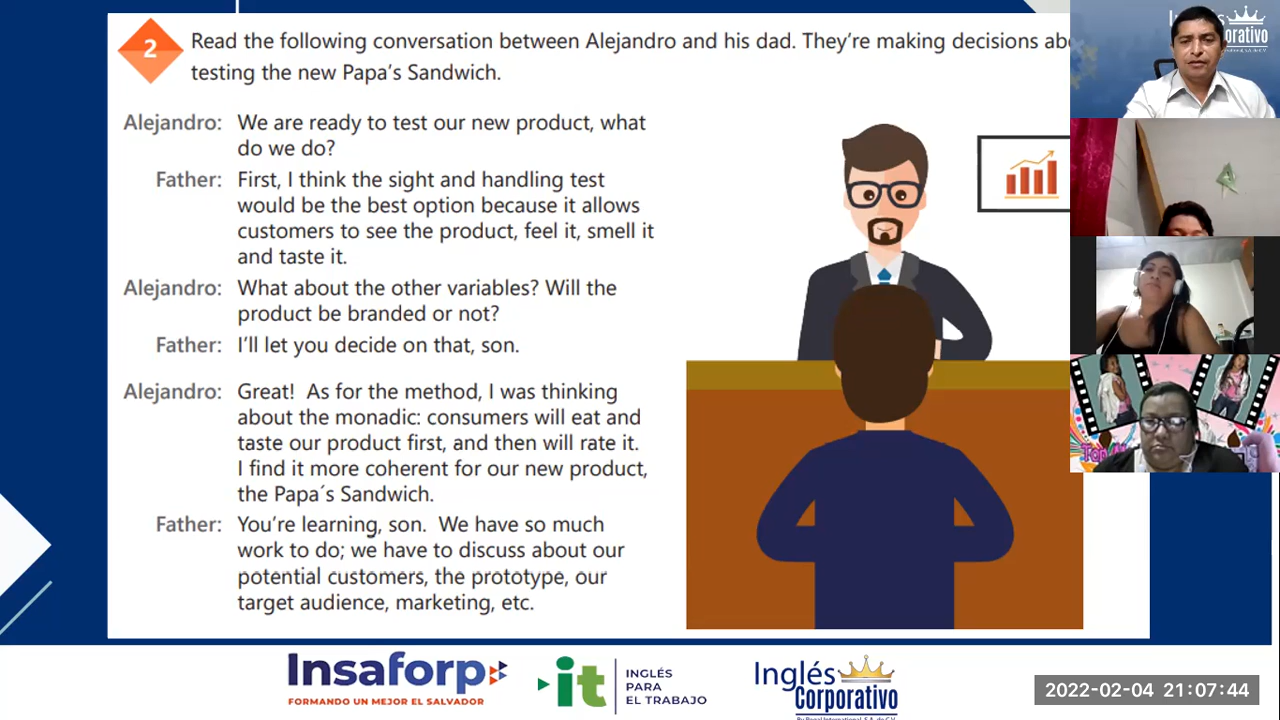 2
Read the following conversation between Alejandro and his dad. They're making decisions
testing the new Papa's Sandwich.
Alejandro: We are ready to test our new product, what
do we do?
Father: First, I think the sight and handling test
would be the best option because it allows
customers to see the product, feel it, smell it
and taste it.
Alejandro: What about the other variables? Will the
product be branded or not?
Father: I'll let you decide on that, son.
Alejandro: Great! As for the method, I was thinking
about the monadic: consumers will eat and
taste our product first, and then will rate it.
I find it more coherent for our new product,
the Papa´s Sandwich.
Father: You're learning, son. We have so much
work to do; we have to discuss about our
potential customers, the prototype, our
target audience, marketing, etc.
Insaforp
FORMANDO UN MEJOR EL SALVADOR
it
INGLÉS
PARA
EL TRABAJO
Inglés
Corporativo
2022-02-04 21:07:44